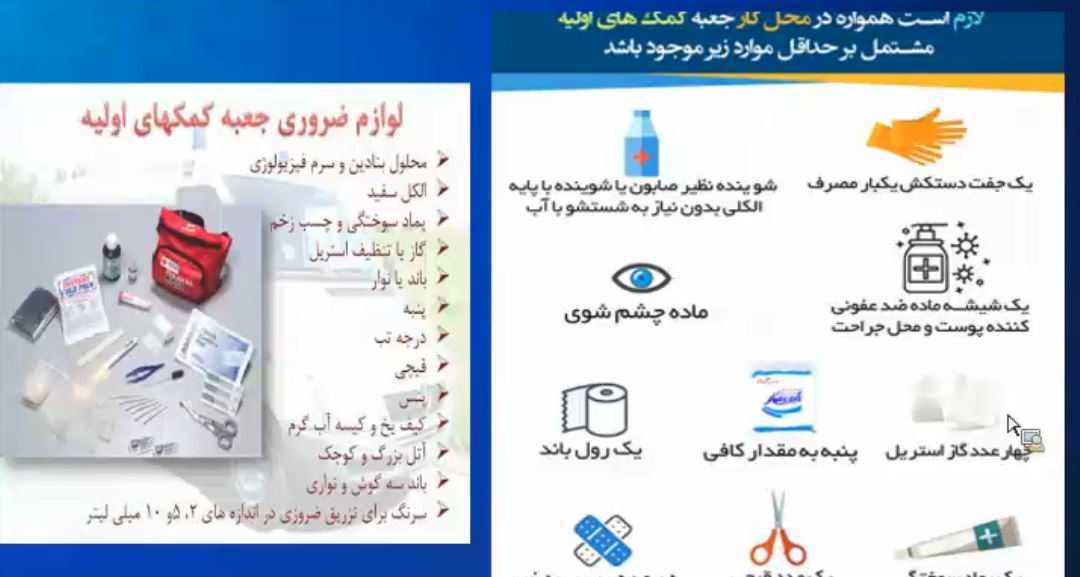 لازم است همواره در محل کار جعبه کمک های اولیه
مشتمل بر حداقل موارد زیر موجود باشد
یک جفت دستکش یکبار مصرف
شوینده نظیر صابون یا شوینده با پایه
الکلی بدون نیاز به شستشو با آب
یک شیشه ماده ضد عفونی
کننده پوست و محل جراحت
ماده چشم شوی
چهار عدد گاز استریل
پنبه به مقدار کافی
یک رول باند
لوازم ضروری جعبه کمکهای اولیه
محلول بتادین و سرم فیزیولوژی
الکل سفید
پماد سوختگی و چسب زخم
گاز یا تنظیف استریل
باند یا نوار
پنبه
درجه تب
قیچی
پنس
کیف یخ و کیسه آب گرم
آتل بزرگ و کوچک
باند سه گوش و نواری
سرنگ برای تزریق ضروری در اندازه های ۲، ۵و ۱۰ میلی لیتر